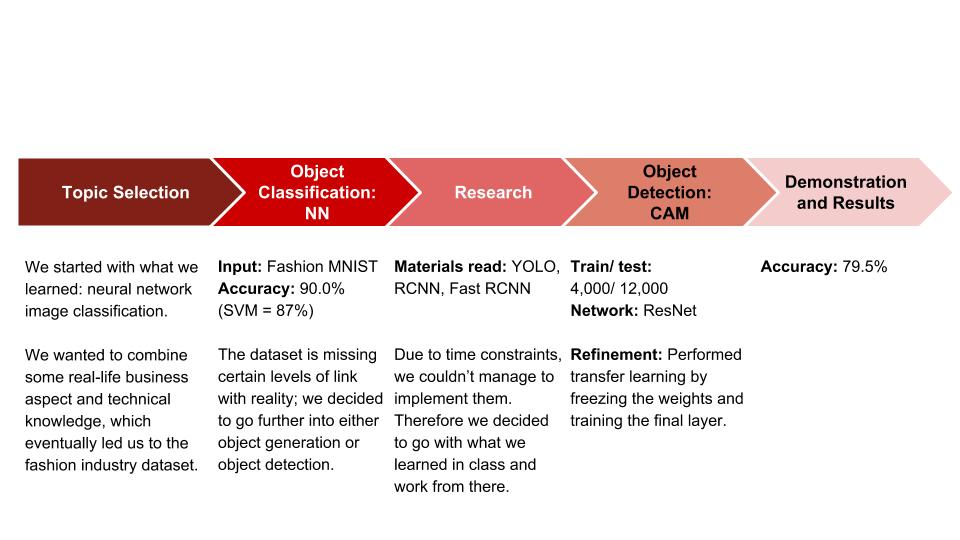 Topic Selection
Object
Classification:
NN
Research
Object
Detection:
CAM
Demonstration
and Results
We started with what we
learned: neural network
image classification.
We wanted to combine
some real-life business
aspect and technical
knowledge, which
eventually led us to the
fashion industry dataset.
Input: Fashion MNIST
Accuracy: 90.0%
(SVM = 87%)
The dataset is missing
certain levels of link
with reality; we decided
to go further into either
object generation or
object detection.
Materials read: YOLO,
RCNN, Fast RCNN
Due to time constraints,
we couldn’t manage to
implement them.
Therefore we decided
to go with what we
learned in class and
work from there.
Train/ test:
4,000/ 12,000
Network: ResNet
Refinement: Performed
transfer learning by
freezing the weights and
training the final layer.
Accuracy: 79.5%